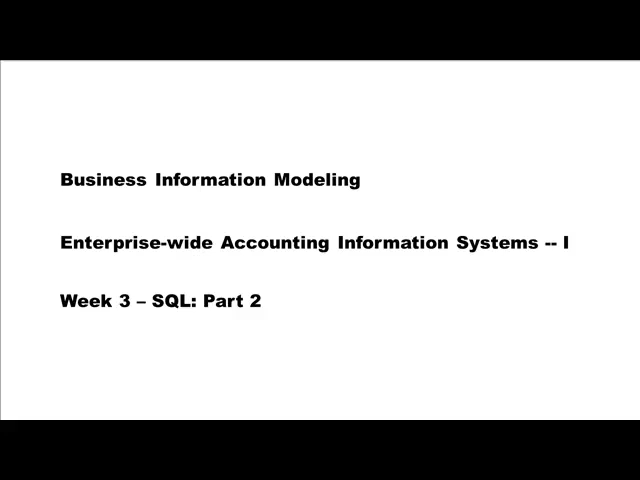 Business Information Modeling
Enterprise-wide Accounting Information Systems -- I
Week 3 – SQL: Part 2